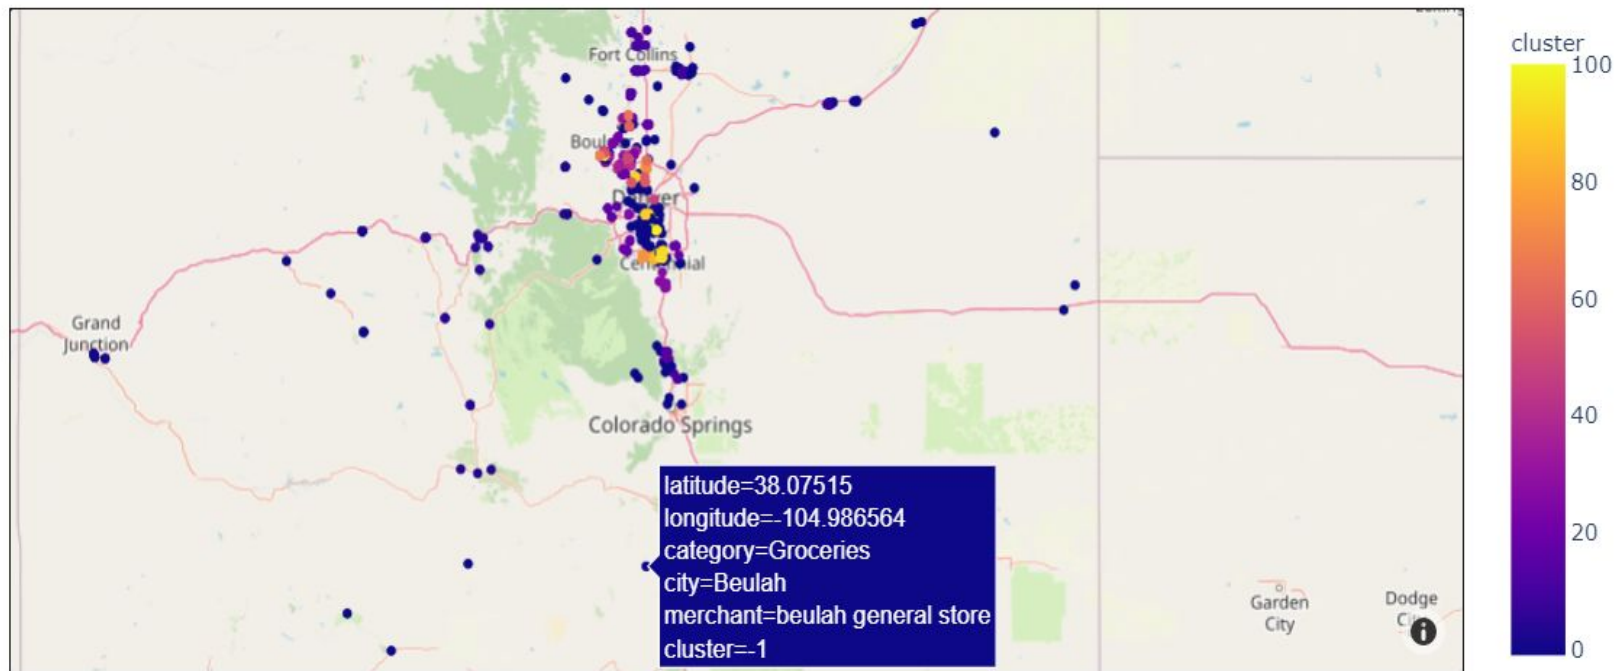 cluster
100
Fort Collins
80
Denver
Centennial
60
Grand
Junction
40
Colorado Springs
latitude=38.07515
longitude=-104.986564
20
category=Groceries
city=Beulah
merchant=beulah general store
cluster=-1
Garden
City
Dodge
0